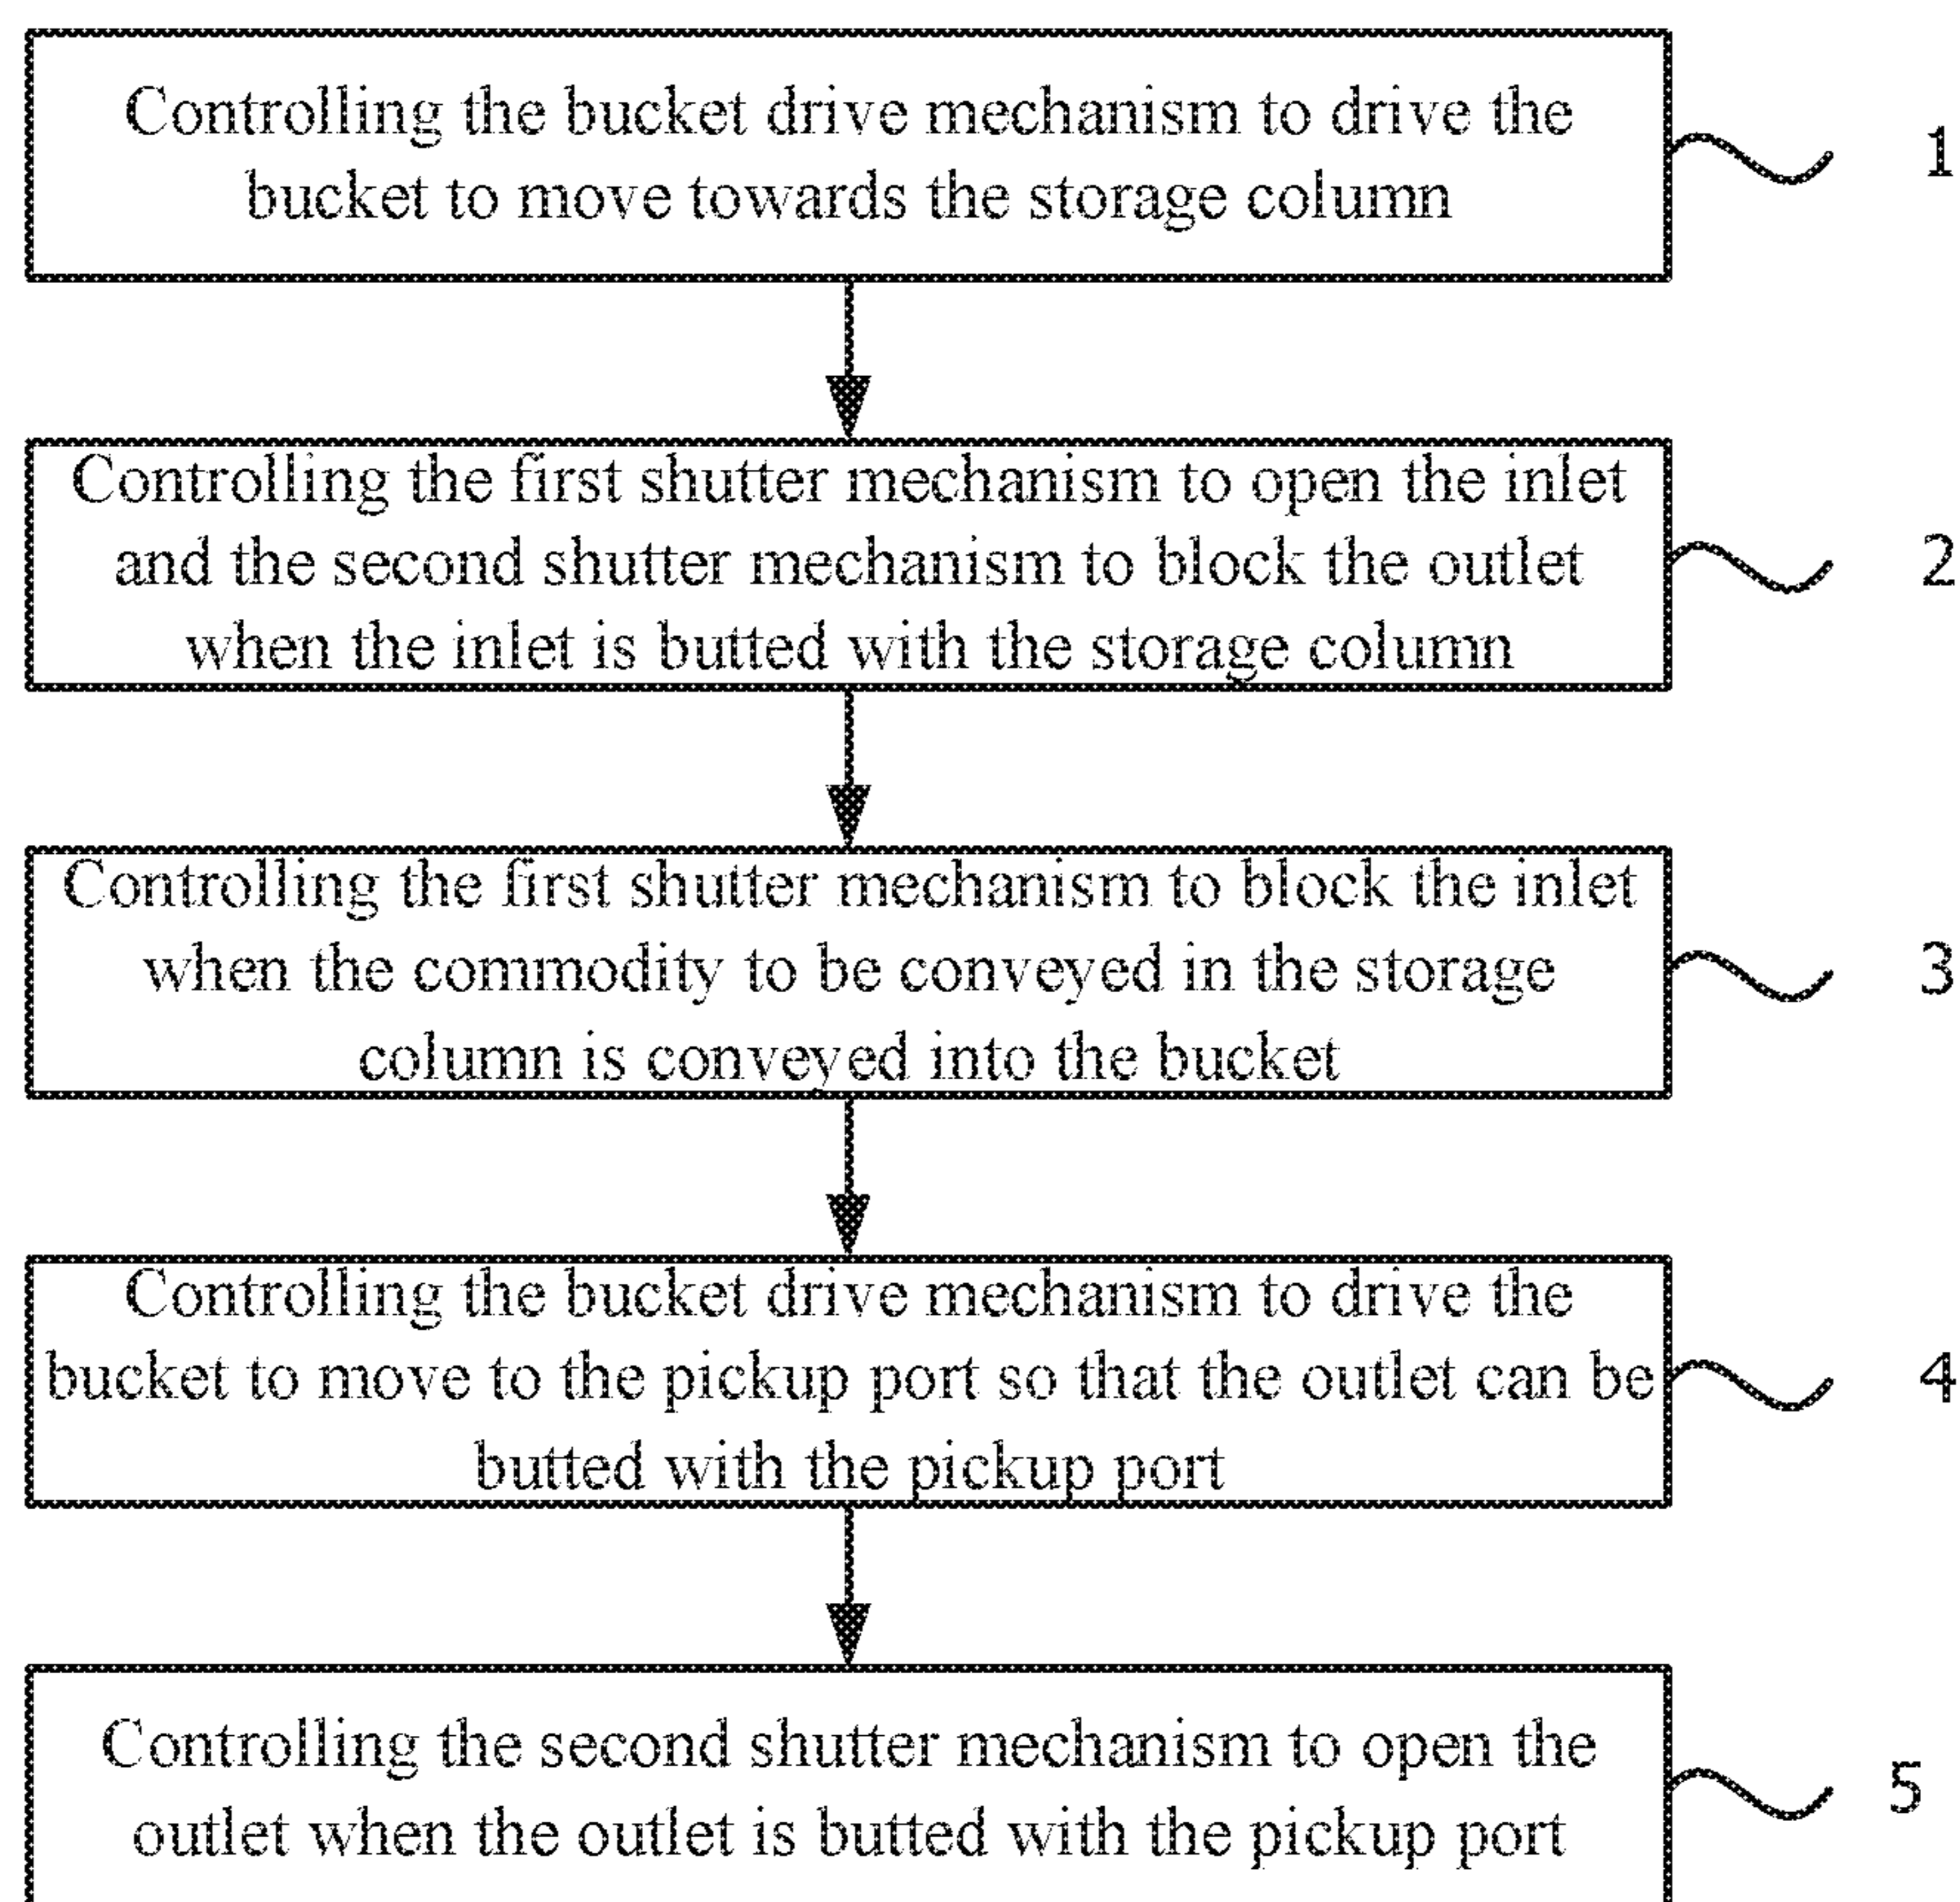 Controlling the bucket drive mechanism to drive the
bucket to move towards the storage column
1
Controlling the first shutter mechanism to open the inlet
and the second shutter mechanism to block the outlet
when the inlet is butted with the storage column
2
Controlling the first shutter mechanism to block the inlet
when the commodity to be conveyed in the storage
column is conveyed into the bucket
3
Controlling the bucket drive mechanism to drive the
bucket to move to the pickup port so that the outlet can be
butted with the pickup port
4
Controlling the second shutter mechanism to open the
outlet when the outlet is butted with the pickup port
5